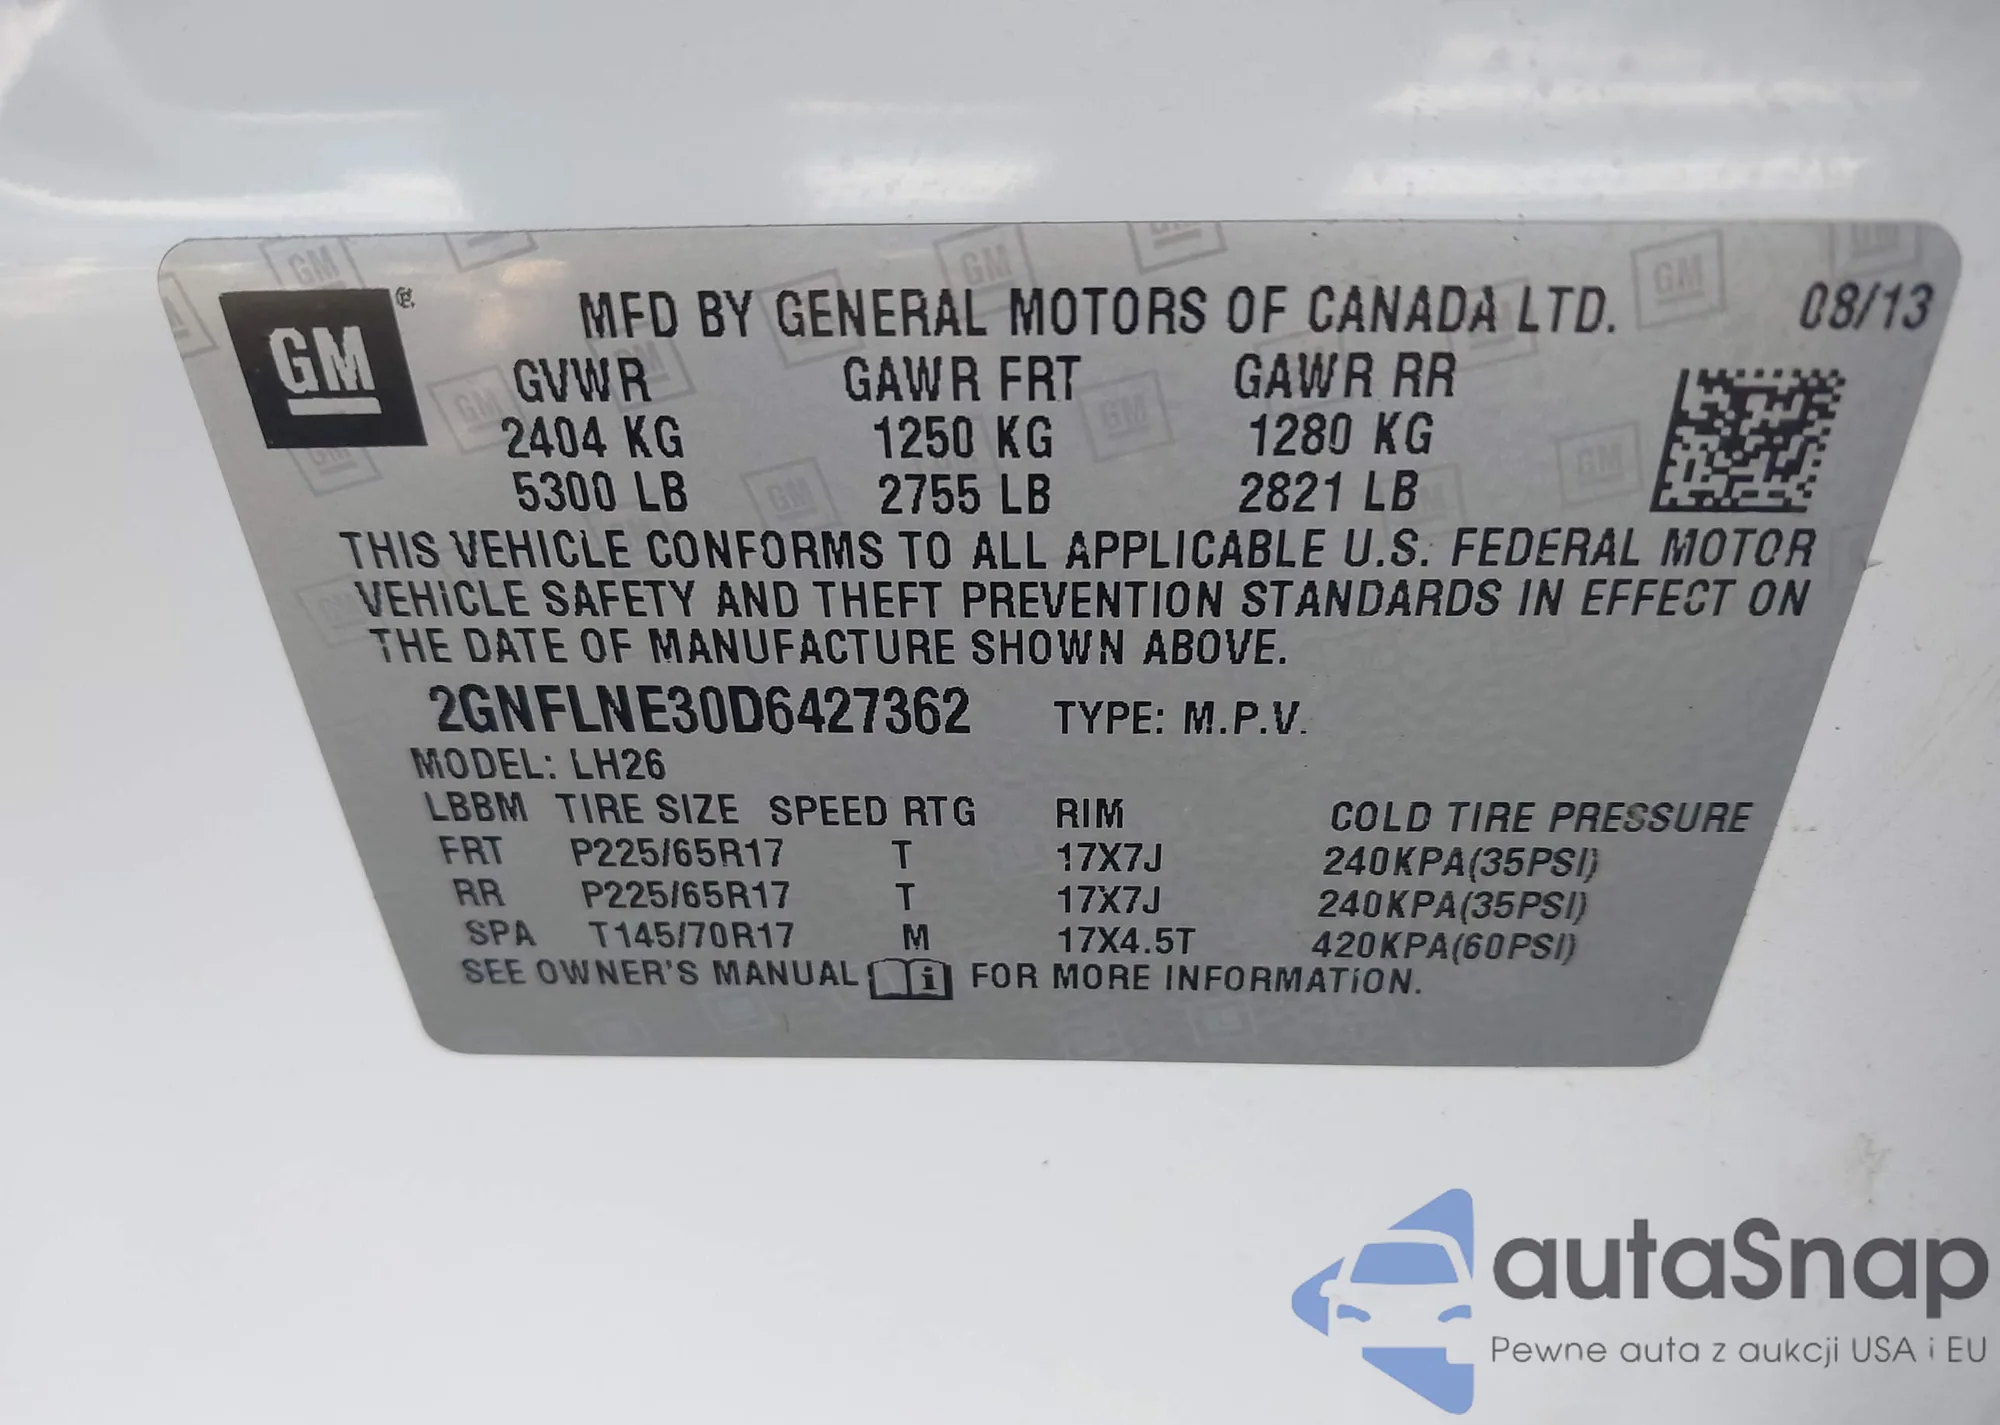 GM
MFD BY GENERAL MOTORS OF CANADA LTD. 08/13
GVWR GAWR FRT GAWR RR
2404 KG 1250 KG 1280 KG
5300 LB 2755 LB 2821 LB
THIS VEHICLE CONFORMS TO ALL APPLICABLE U.S. FEDERAL MOTOR
VEHICLE SAFETY AND THEFT PREVENTION STANDARDS IN EFFECT ON
THE DATE OF MANUFACTURE SHOWN ABOVE.
2GNFLNE30D6427362 TYPE: M.P.V.
MODEL: LH26
LBBM TIRE SIZE SPEED RTG RIM COLD TIRE PRESSURE
FRT P225/65R17 T 17X7J 240KPA(35PSI)
RR P225/65R17 T 17X7J 240KPA(35PSI)
SPA T145/70R17 M 17X4.5T 420KPA(60PSI)
SEE OWNER'S MANUAL i FOR MORE INFORMATION.
autaSnap
Pewne auta z aukcji USA i EU